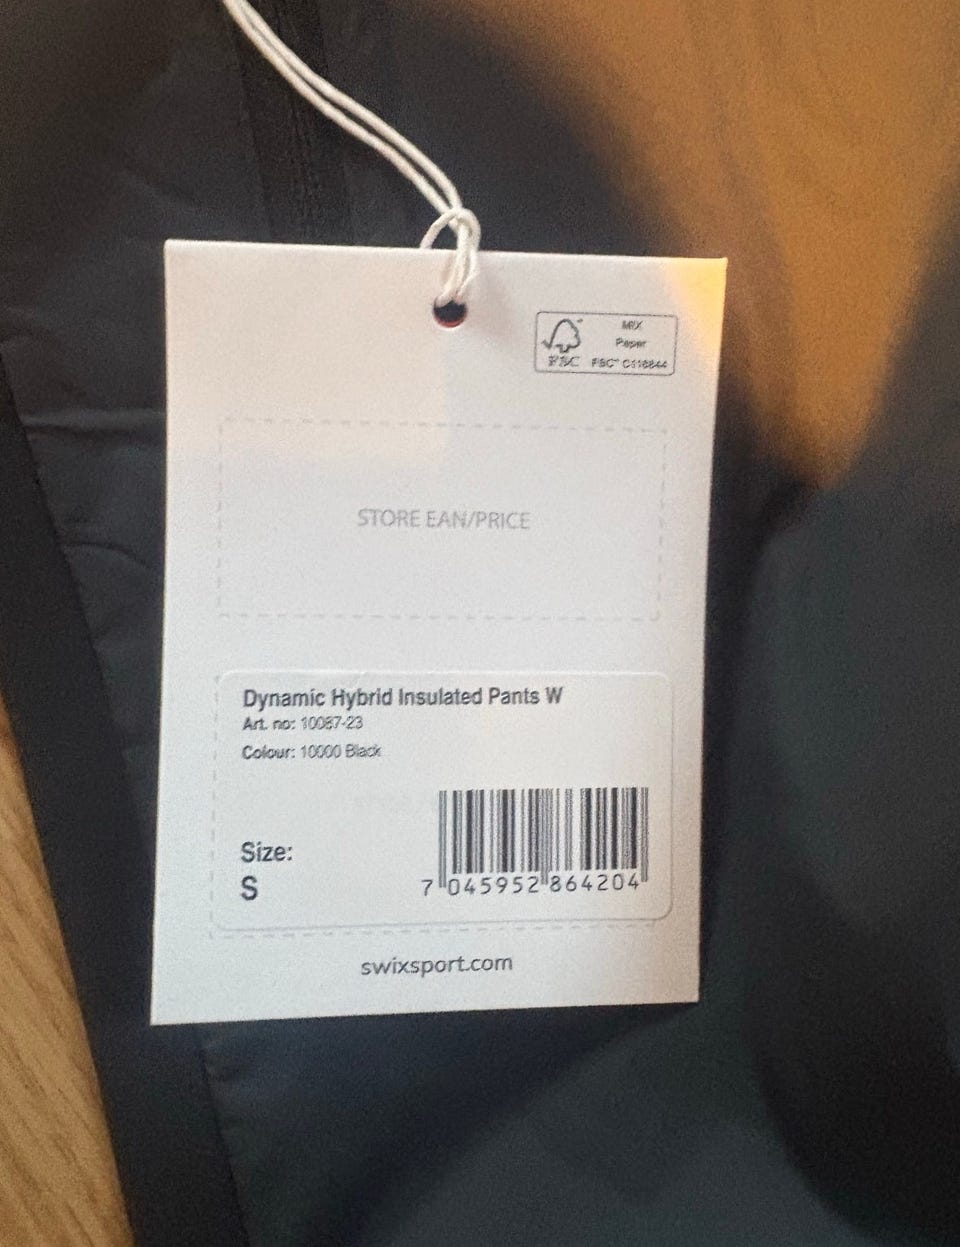 MIX
Paper
FSC
FSC™ C118844
STORE EAN/PRICE
Dynamic Hybrid Insulated Pants W
Art. no: 10087-23
Colour: 10000 Black
Size:
S
7 045952 864204
swixsport.com